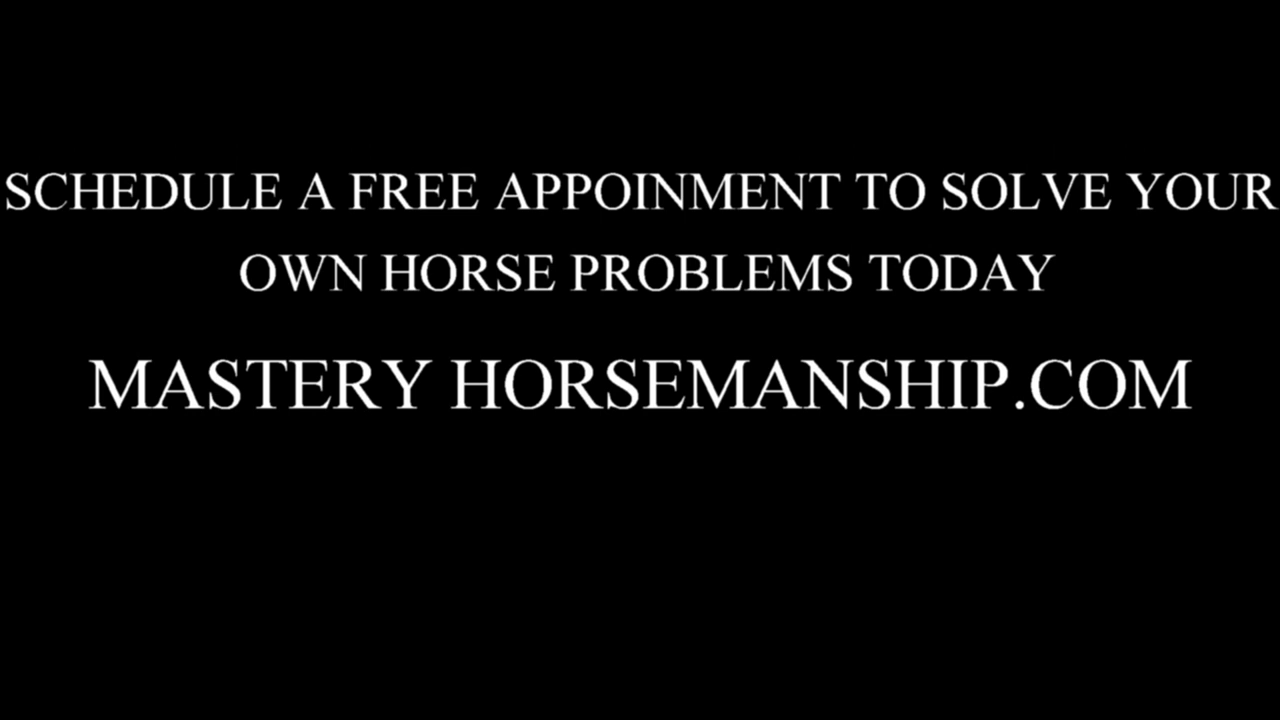 SCHEDULE A FREE APPOINMENT TO SOLVE YOUR
OWN HORSE PROBLEMS TODAY
MASTERY HORSEMANSHIP.COM